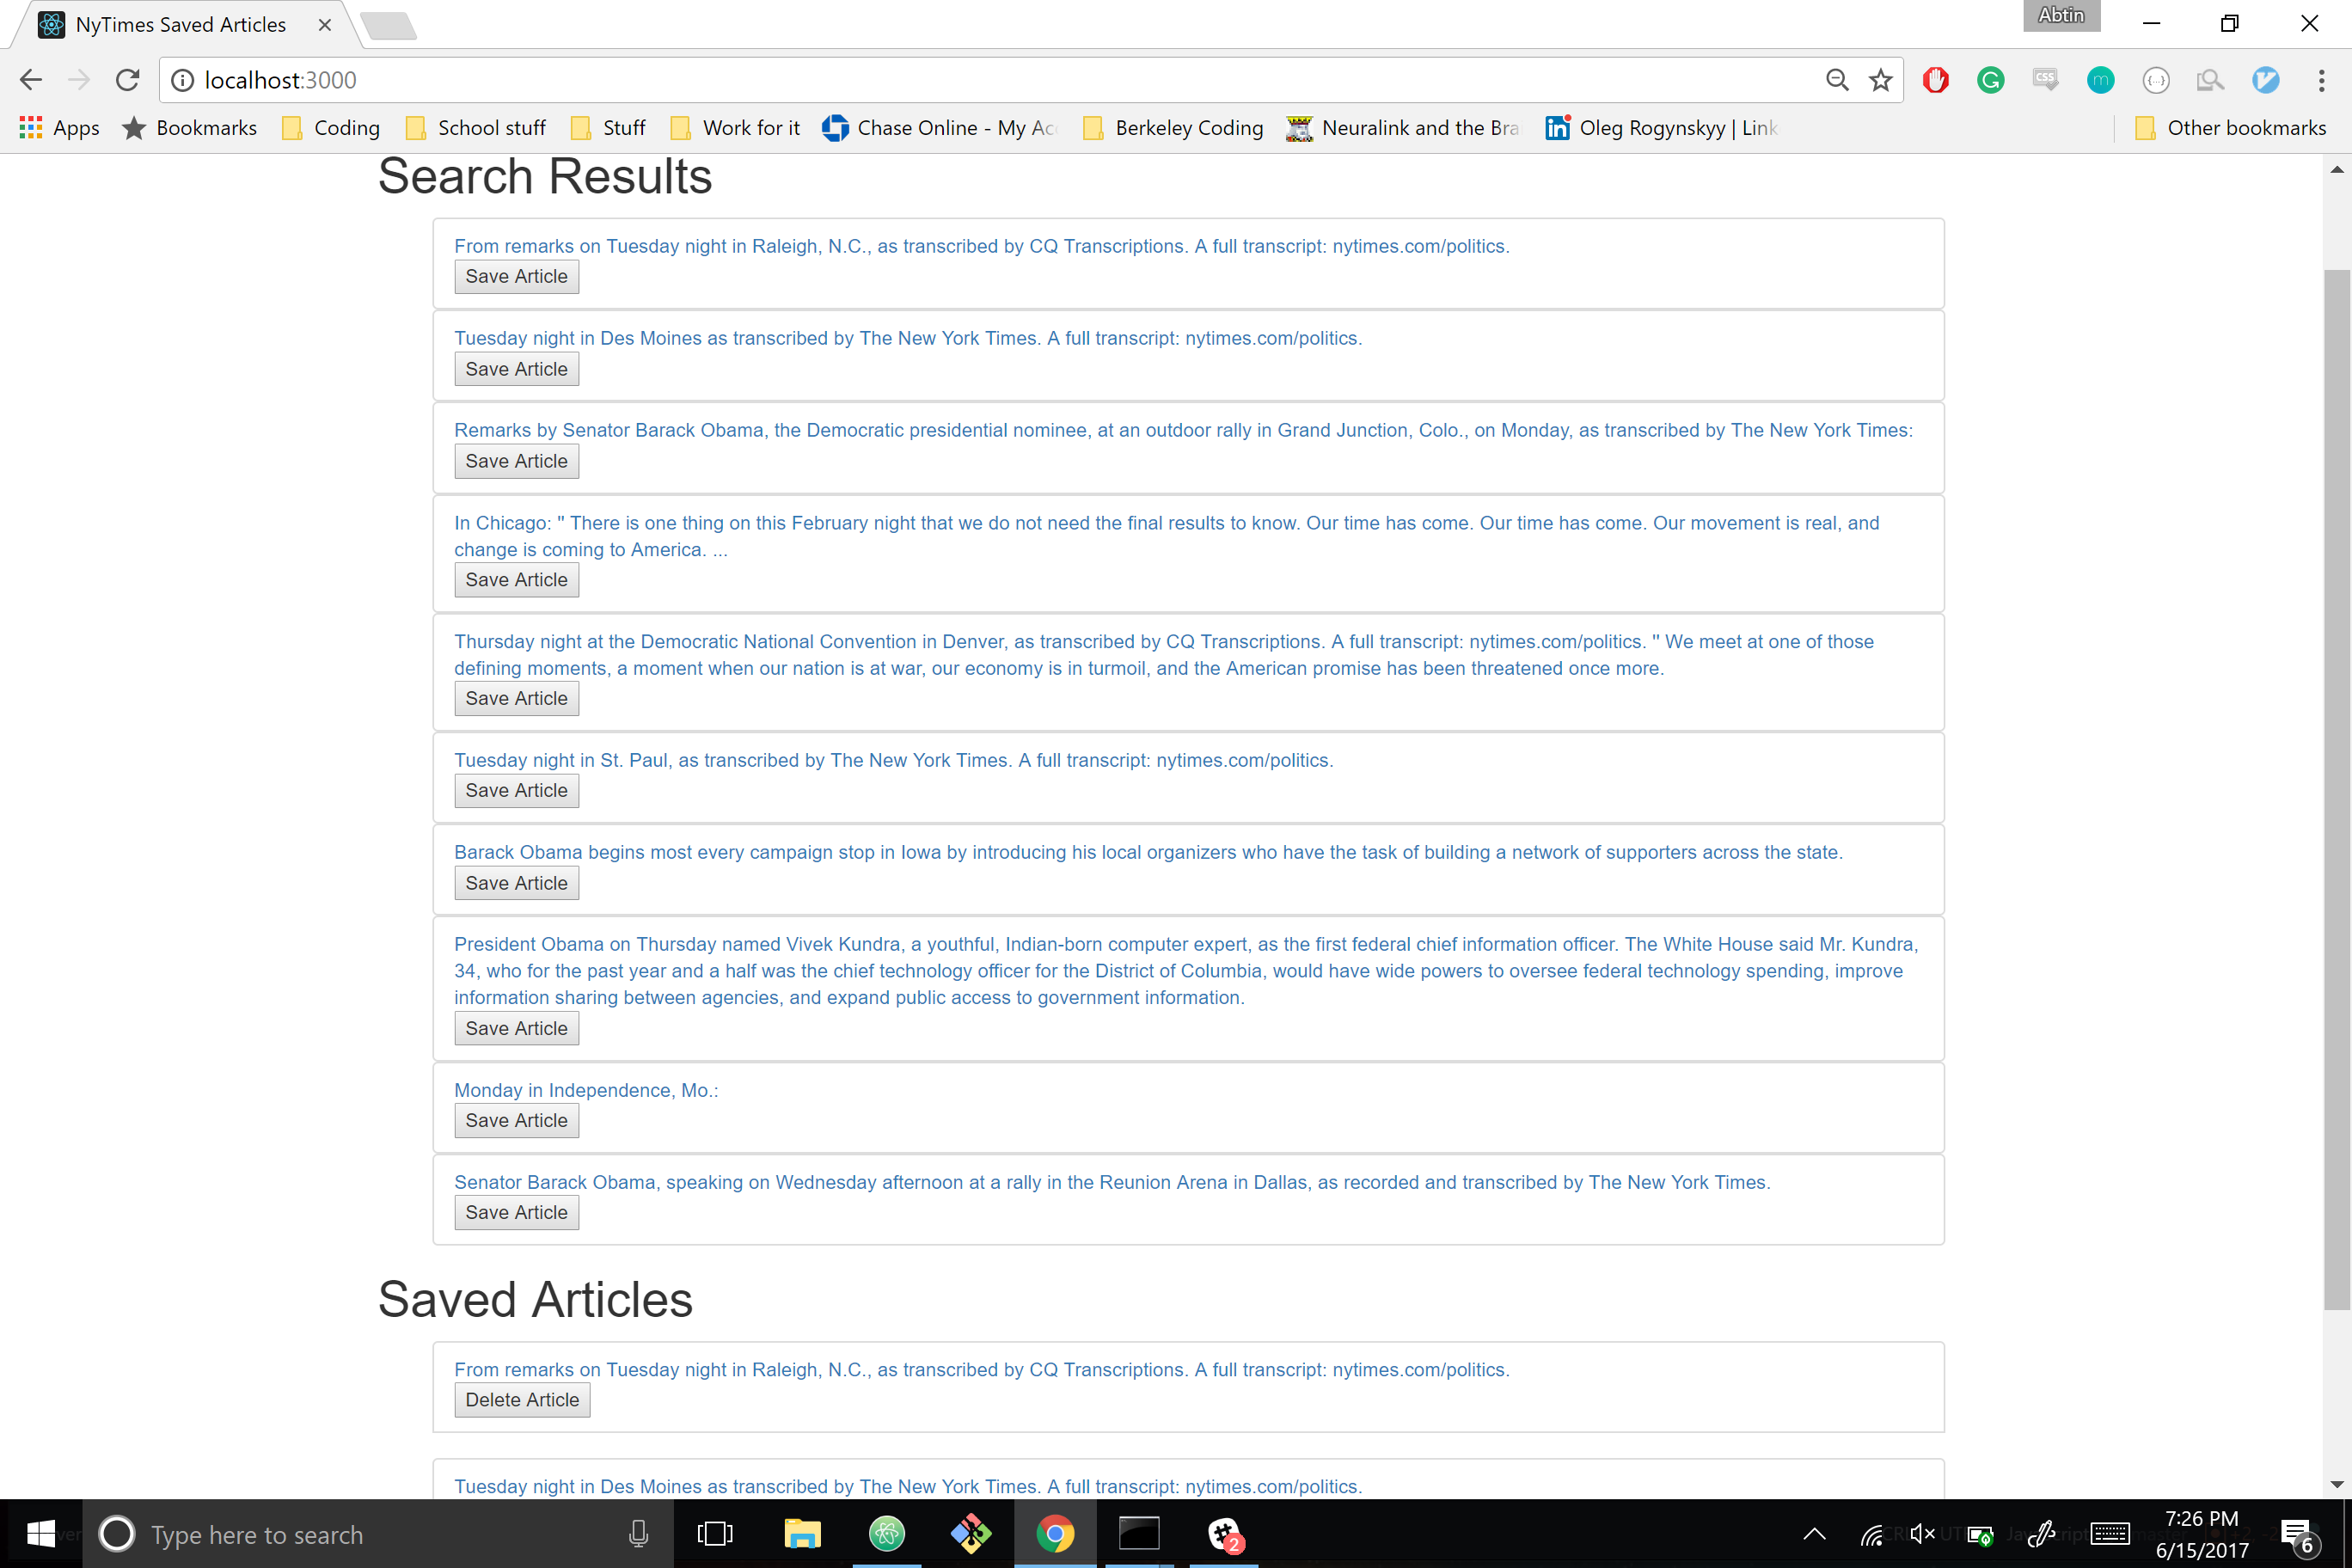 NyTimes Saved Articles
Abtin
localhost:3000
Apps
Bookmarks
Coding
School stuff
Stuff
Work for it
Chase Online - My Ac
Berkeley Coding
Neuralink and the Bra
Oleg Rogynskyy | Link
Other bookmarks
Search Results
From remarks on Tuesday night in Raleigh, N.C., as transcribed by CQ Transcriptions. A full transcript: nytimes.com/politics.
Save Article
Tuesday night in Des Moines as transcribed by The New York Times. A full transcript: nytimes.com/politics.
Save Article
Remarks by Senator Barack Obama, the Democratic presidential nominee, at an outdoor rally in Grand Junction, Colo., on Monday, as transcribed by The New York Times:
Save Article
In Chicago: '' There is one thing on this February night that we do not need the final results to know. Our time has come. Our time has come. Our movement is real, and
change is coming to America. ...
Save Article
Thursday night at the Democratic National Convention in Denver, as transcribed by CQ Transcriptions. A full transcript: nytimes.com/politics. '' We meet at one of those
defining moments, a moment when our nation is at war, our economy is in turmoil, and the American promise has been threatened once more.
Save Article
Tuesday night in St. Paul, as transcribed by The New York Times. A full transcript: nytimes.com/politics.
Save Article
Barack Obama begins most every campaign stop in Iowa by introducing his local organizers who have the task of building a network of supporters across the state.
Save Article
President Obama on Thursday named Vivek Kundra, a youthful, Indian-born computer expert, as the first federal chief information officer. The White House said Mr. Kundra,
34, who for the past year and a half was the chief technology officer for the District of Columbia, would have wide powers to oversee federal technology spending, improve
information sharing between agencies, and expand public access to government information.
Save Article
Monday in Independence, Mo.:
Save Article
Senator Barack Obama, speaking on Wednesday afternoon at a rally in the Reunion Arena in Dallas, as recorded and transcribed by The New York Times.
Save Article
Saved Articles
From remarks on Tuesday night in Raleigh, N.C., as transcribed by CQ Transcriptions. A full transcript: nytimes.com/politics.
Delete Article
Tuesday night in Des Moines as transcribed by The New York Times. A full transcript: nytimes.com/politics.
Type here to search
2
7:26 PM
6/15/2017
6